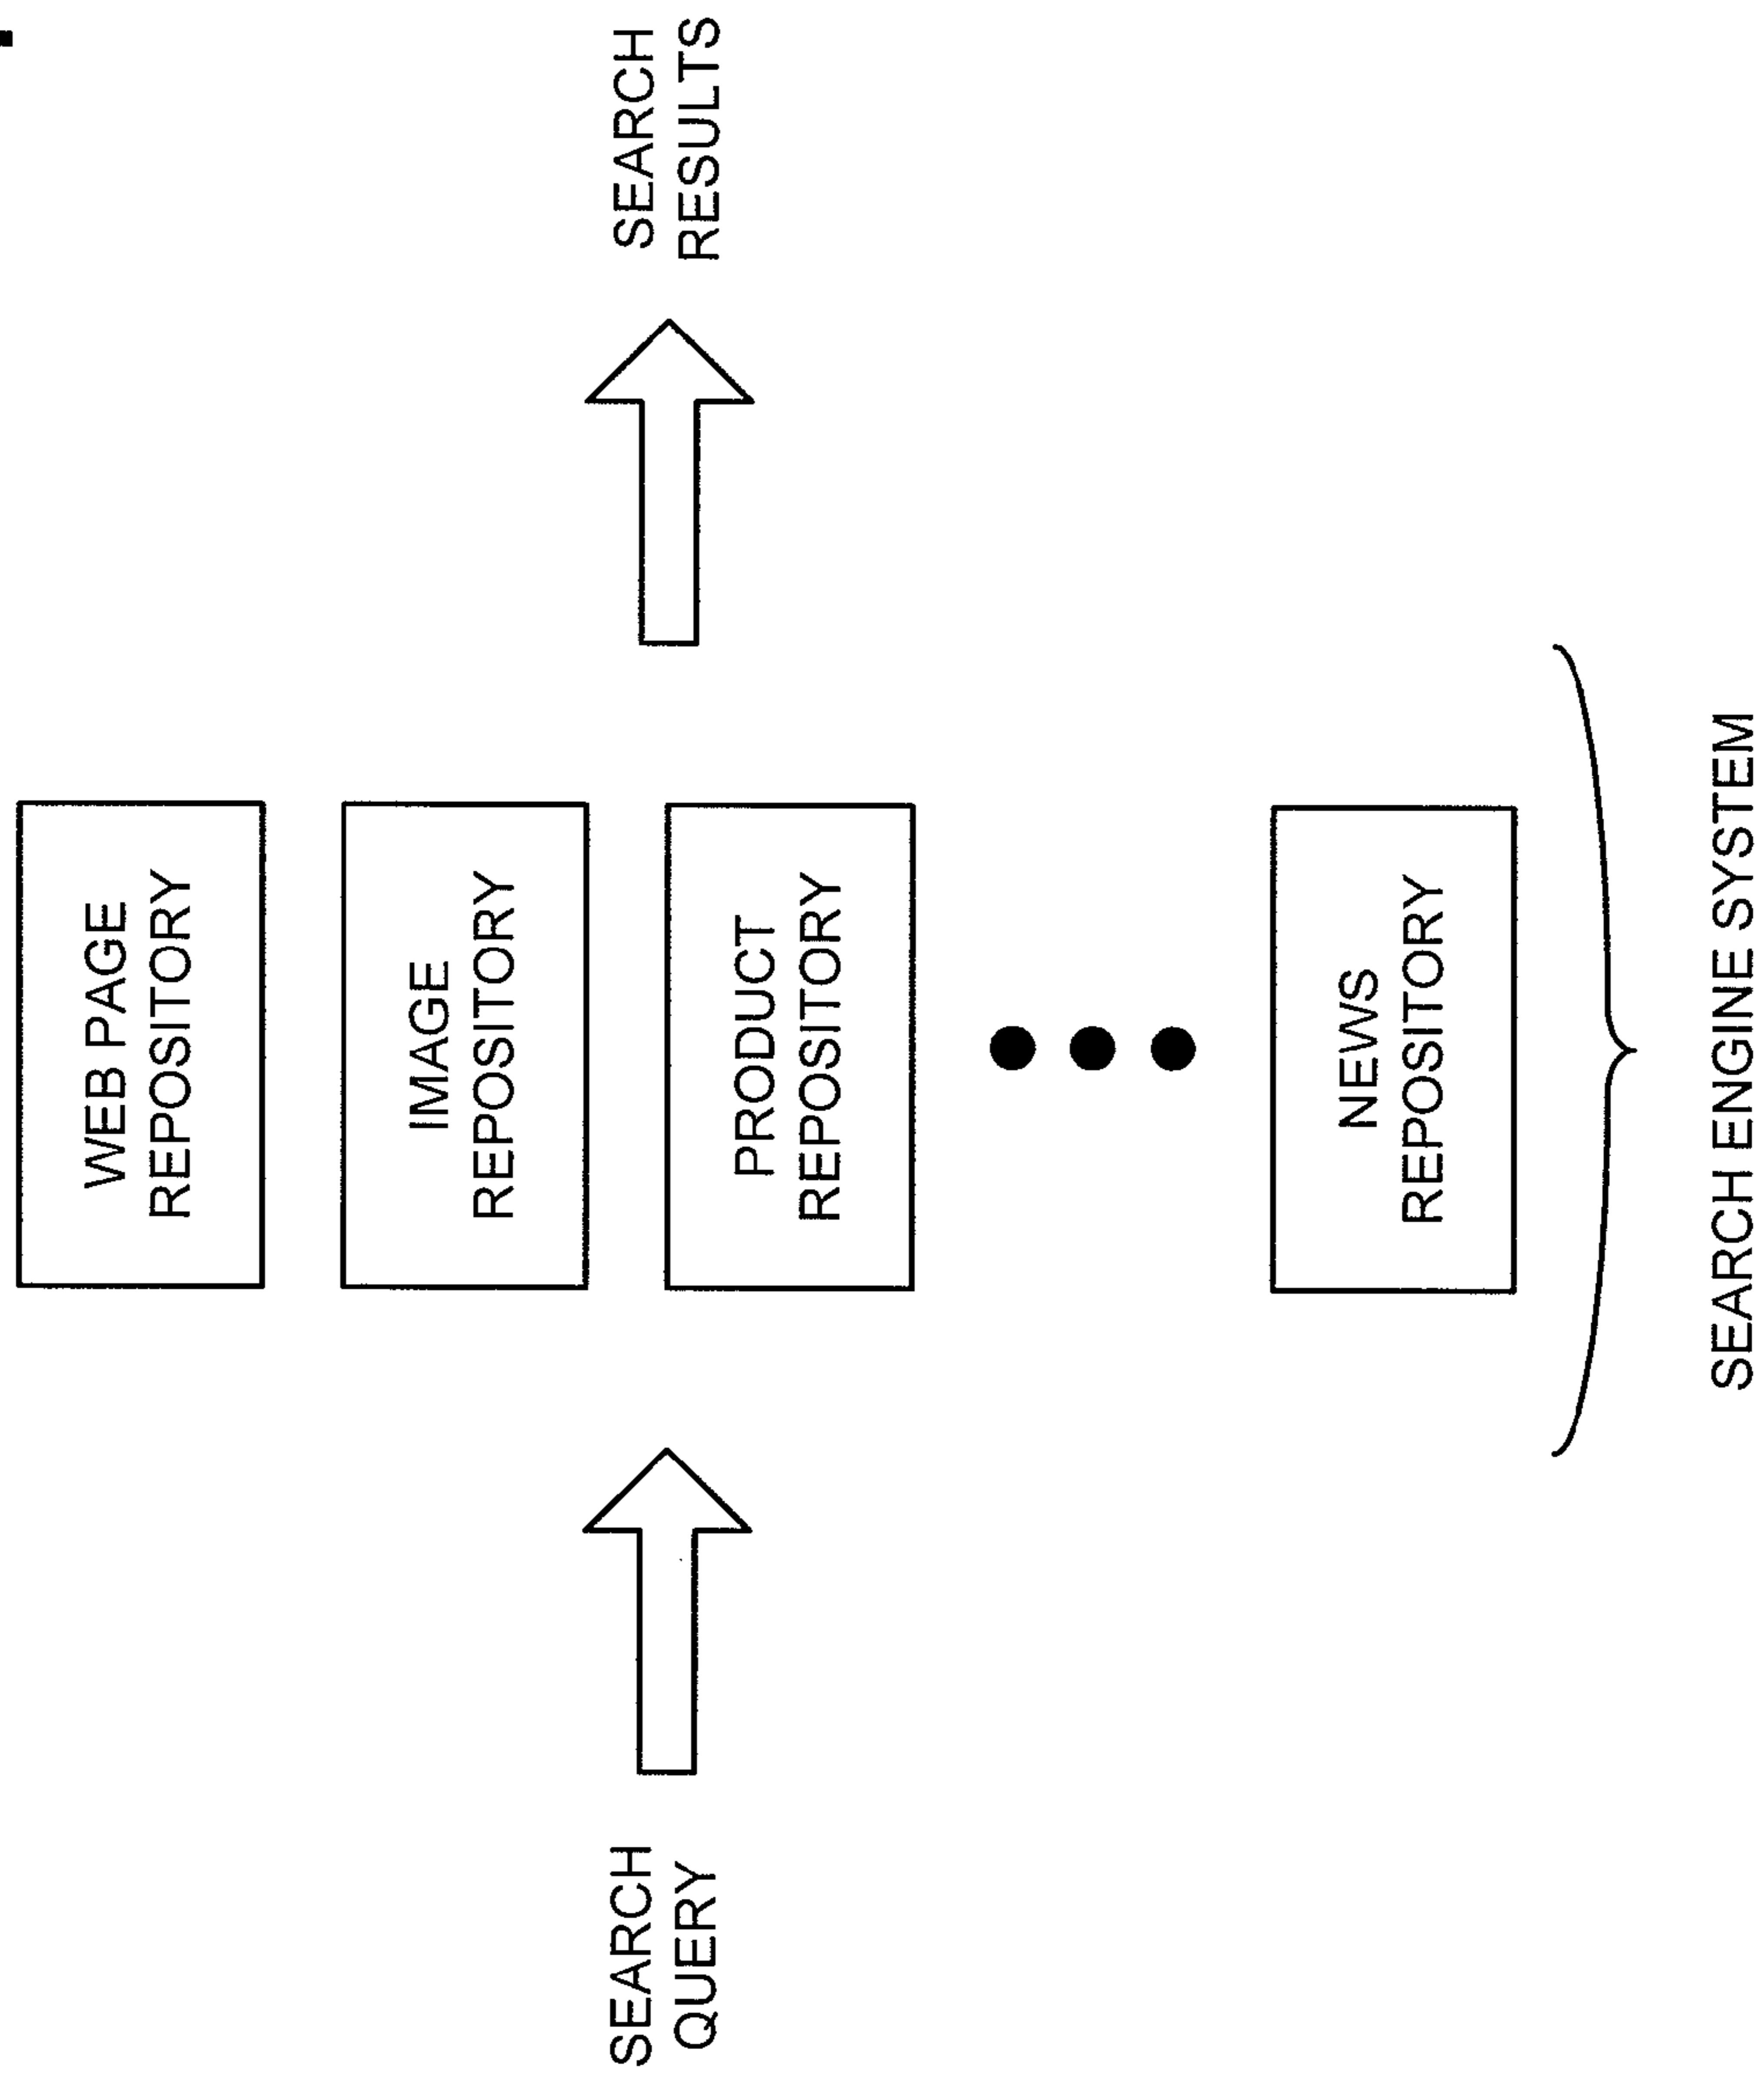 WEB PAGE
REPOSITORY
IMAGE
REPOSITORY
PRODUCT
REPOSITORY
NEWS
REPOSITORY
SEARCH
QUERY
SEARCH
RESULTS
SEARCH ENGINE SYSTEM